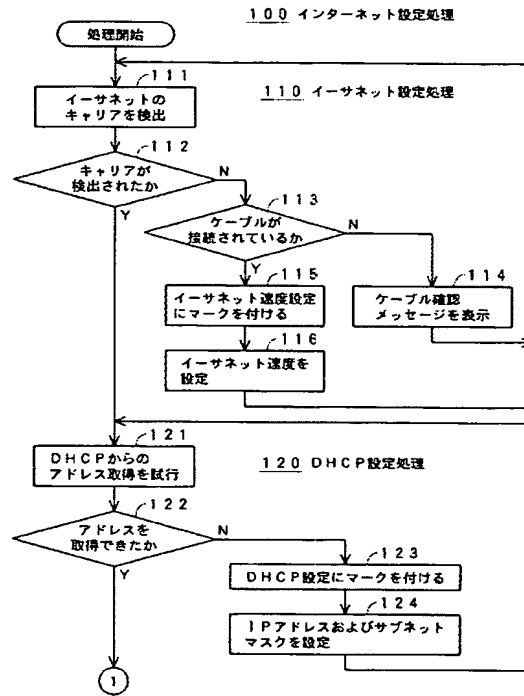 100 インターネット設定処理
処理開始
111
110 イーサネット設定処理
イーサネットの
キャリアを検出
112
キャリアが
検出されたか
N
Y
113
ケーブルが
接続されているか
N
Y
115
イーサネット速度設定
にマークを付ける
114
ケーブル確認
メッセージを表示
116
イーサネット速度を
設定
121
DHCPからの
アドレス取得を試行
120 DHCP設定処理
122
アドレスを
取得できたか
N
Y
123
DHCP設定にマークを付ける
124
IPアドレスおよびサブネット
マスクを設定
1